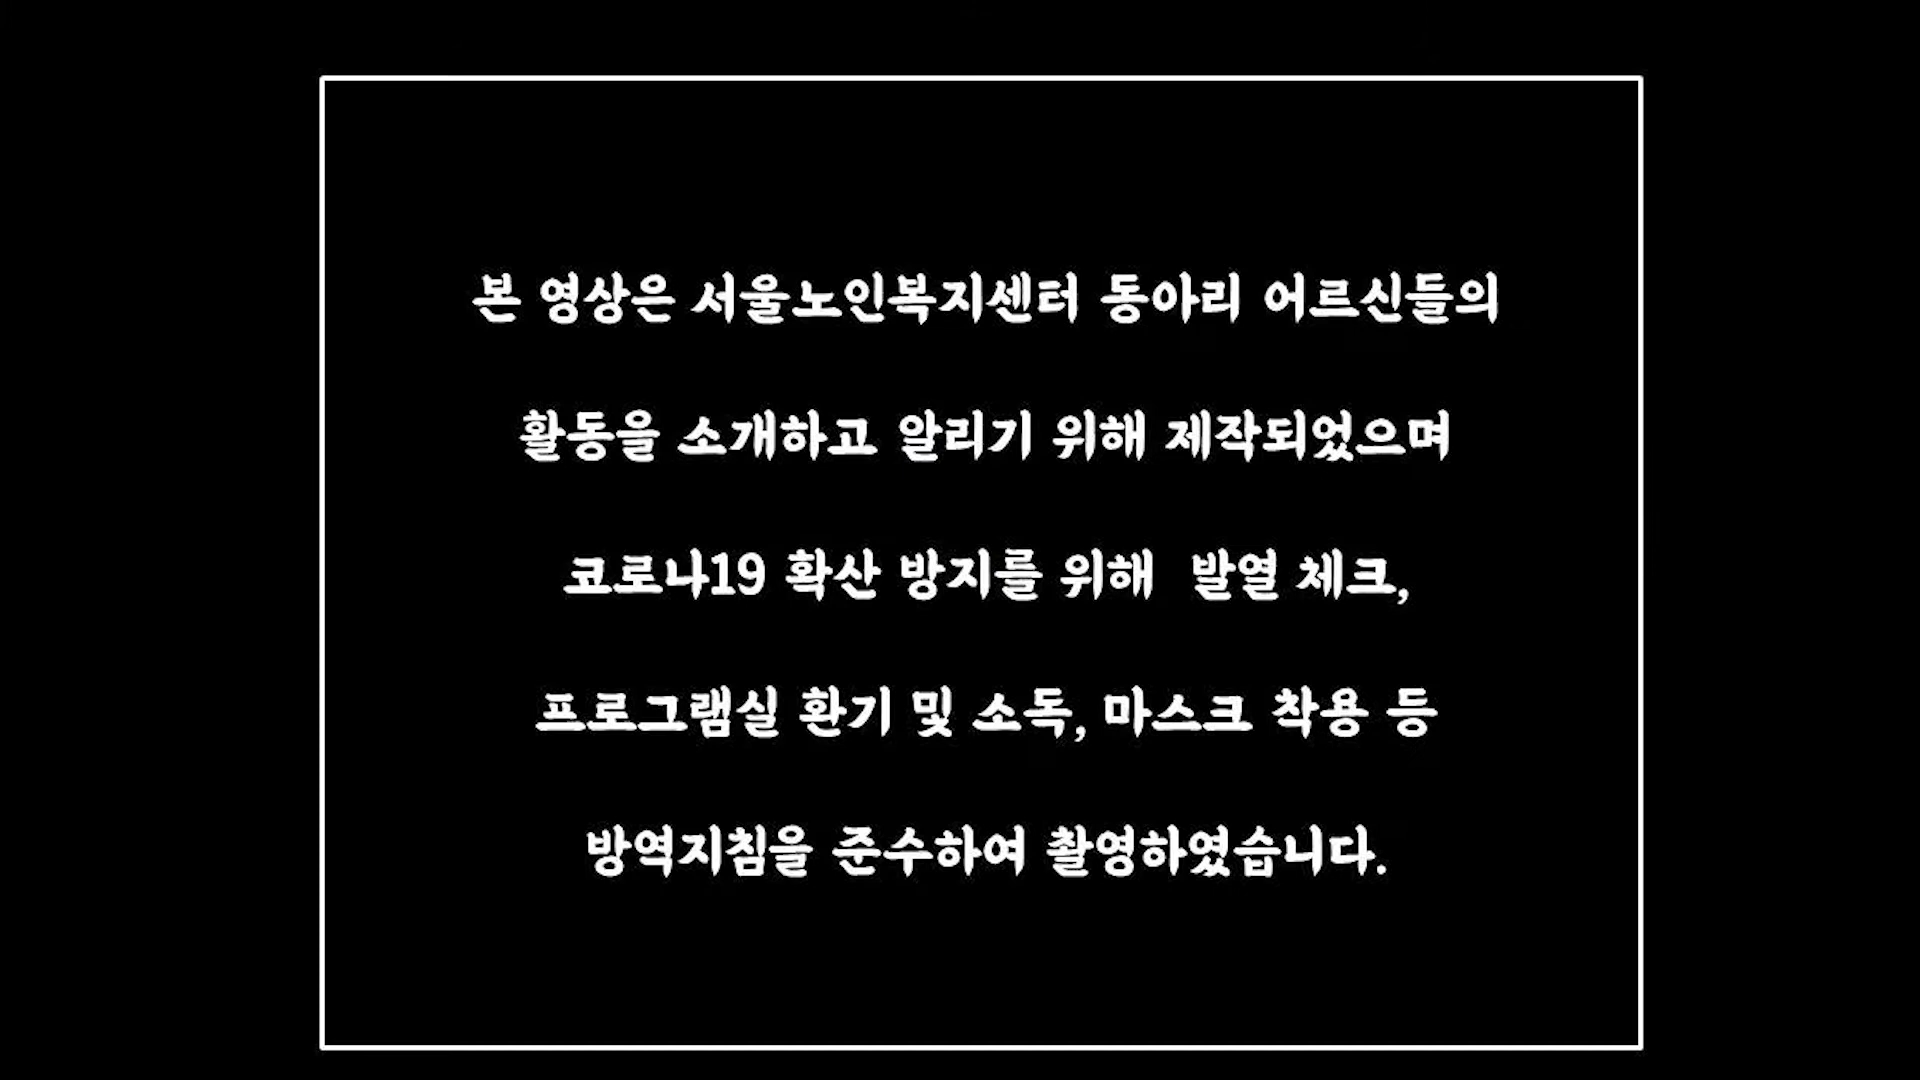 본 영상은 서울노인복지센터 동아리 어르신들의
활동을 소개하고 알리기 위해 제작되었으며
코로나19 확산 방지를 위해 발열 체크,
프로그램실 환기 및 소독, 마스크 착용 등
방역지침을 준수하여 촬영하였습니다.